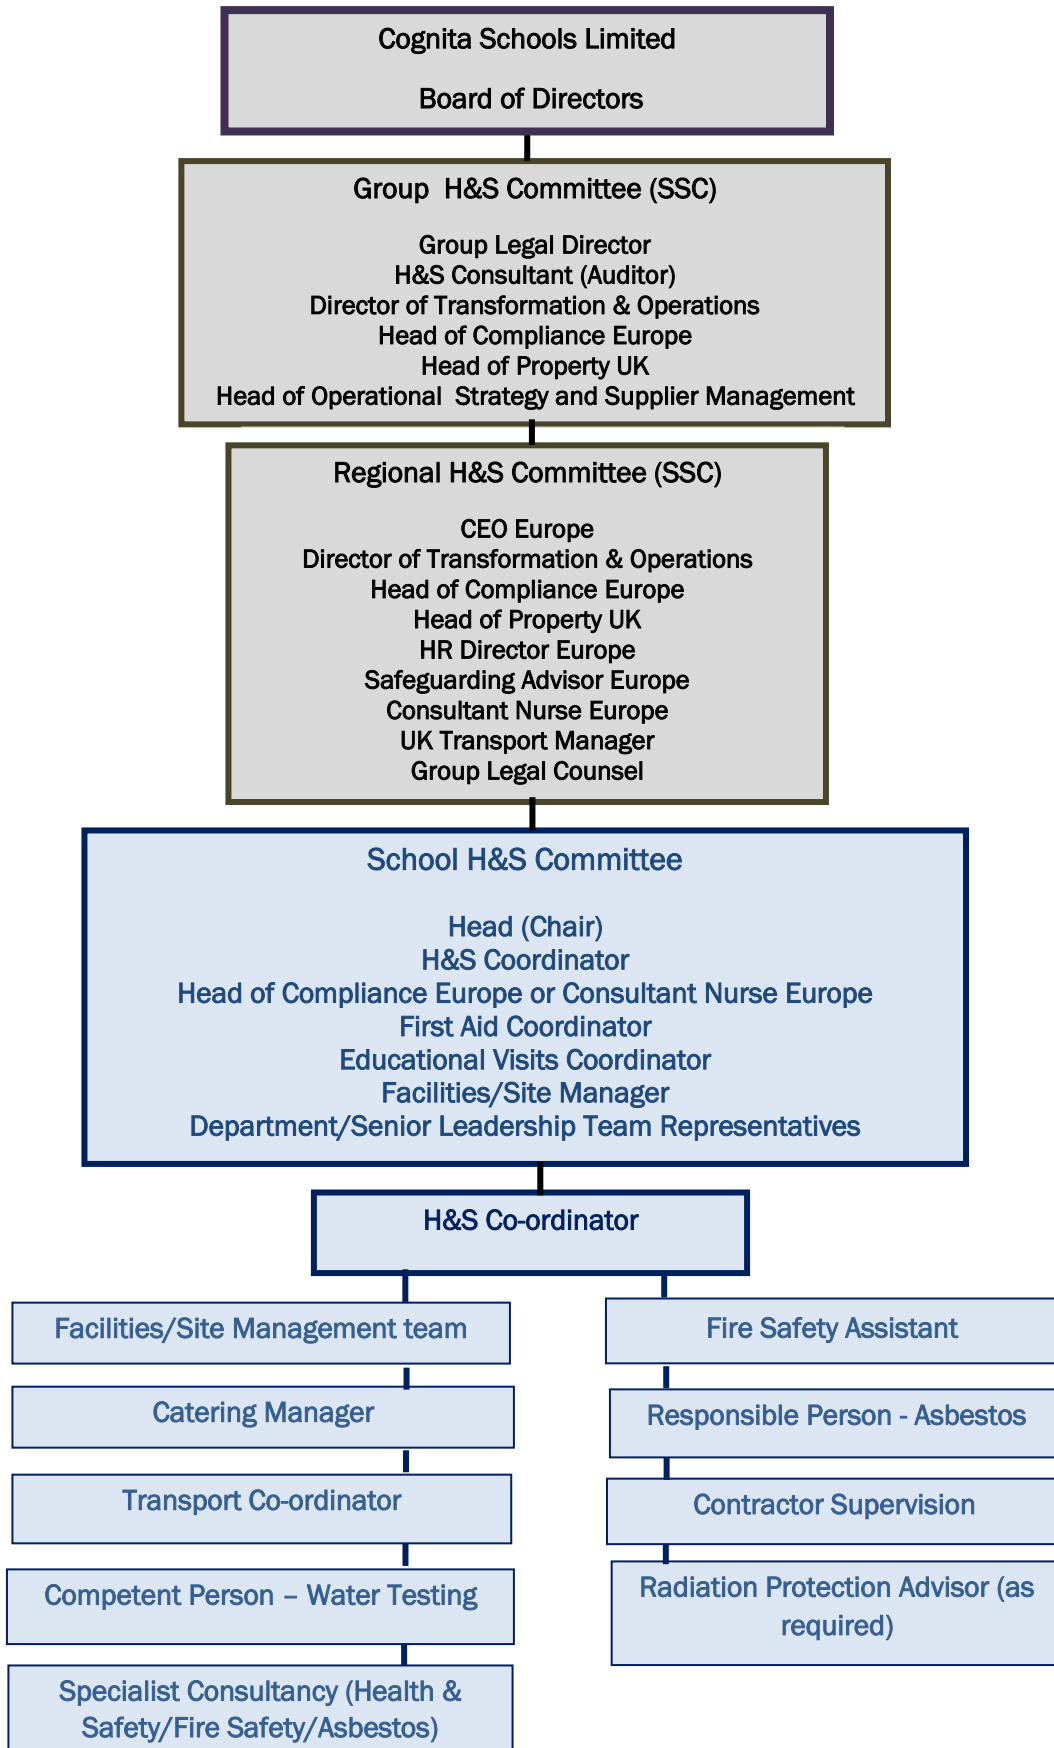 Cognita Schools Limited
Board of Directors
Group H&S Committee (SSC)
Group Legal Director
H&S Consultant (Auditor)
Director of Transformation & Operations
Head of Compliance Europe
Head of Property UK
Head of Operational Strategy and Supplier Management
Regional H&S Committee (SSC)
CEO Europe
Director of Transformation & Operations
Head of Compliance Europe
Head of Property UK
HR Director Europe
Safeguarding Advisor Europe
Consultant Nurse Europe
UK Transport Manager
Group Legal Counsel
School H&S Committee
Head (Chair)
H&S Coordinator
Head of Compliance Europe or Consultant Nurse Europe
First Aid Coordinator
Educational Visits Coordinator
Facilities/Site Manager
Department/Senior Leadership Team Representatives
H&S Co-ordinator
Facilities/Site Management team
Catering Manager
Transport Co-ordinator
Competent Person – Water Testing
Specialist Consultancy (Health &
Safety/Fire Safety/Asbestos)
Fire Safety Assistant
Responsible Person - Asbestos
Contractor Supervision
Radiation Protection Advisor (as
required)